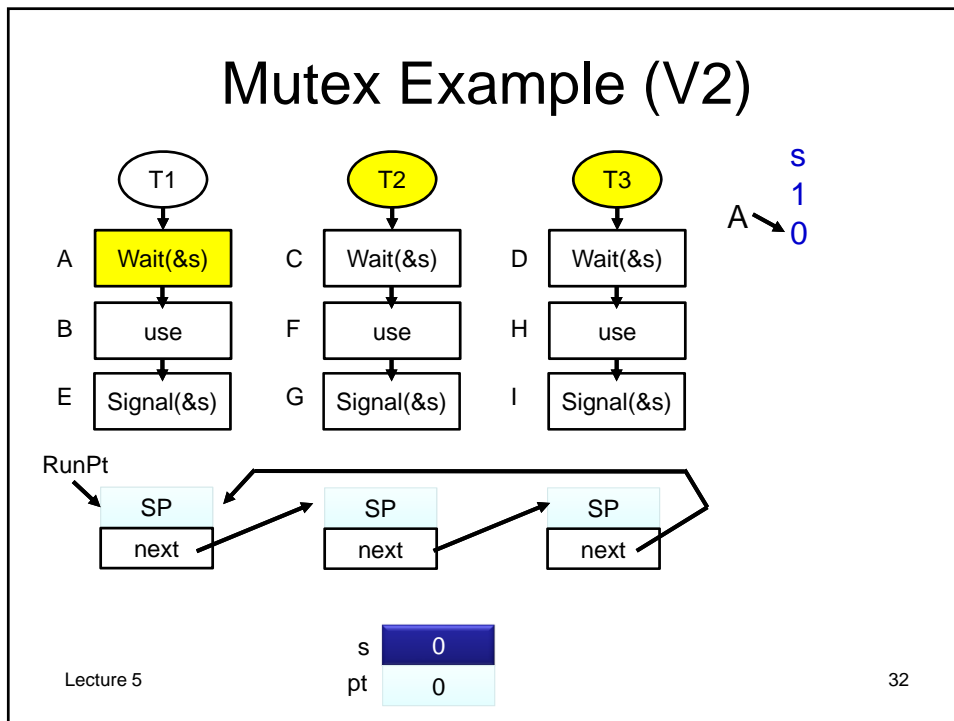 Mutex Example (V2)
T1 T2 T3
s
1
A 0
A Wait(&s) C Wait(&s) D Wait(&s)
B use F use H use
E Signal(&s) G Signal(&s) I Signal(&s)
RunPt
SP SP SP
next next next
s 0
pt 0
Lecture 5
32